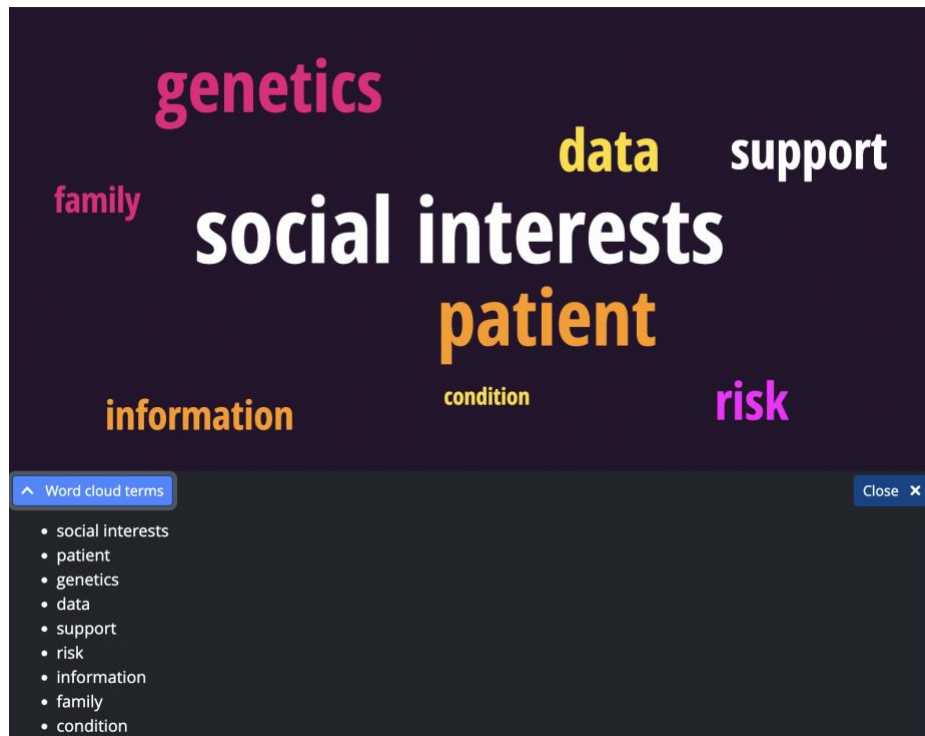 genetics
data
support
family
social interests
patient
condition
risk
information
Word cloud terms
Close
• social interests
• patient
• genetics
• data
• support
• risk
• information
• family
• condition